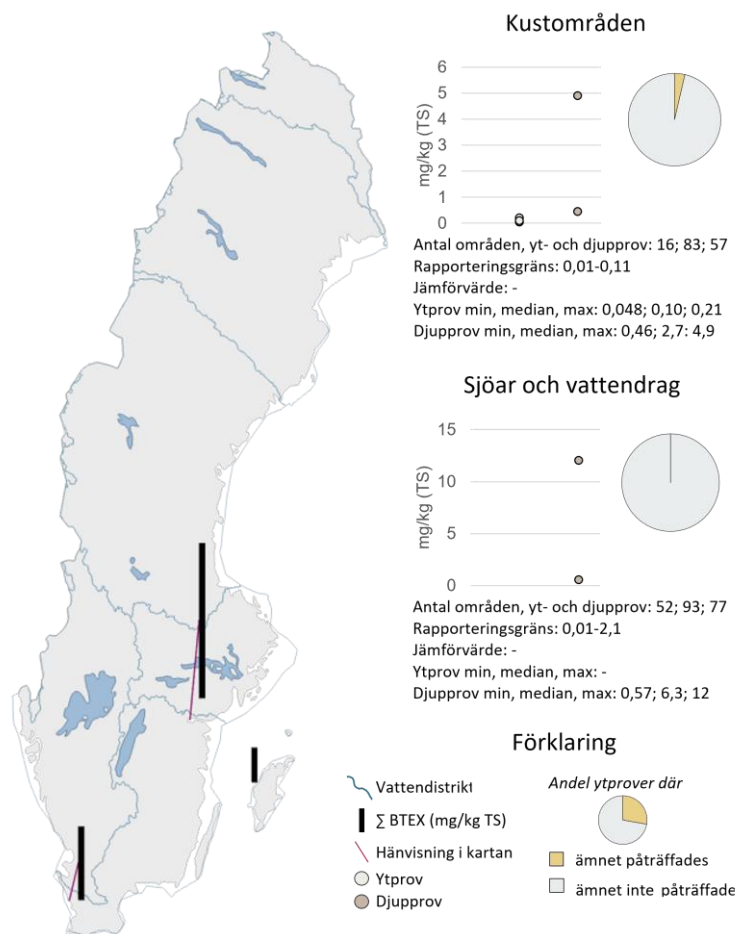 Kustområden
6
5
4
3
2
1
0
mg/kg (TS)
Antal områden, yt- och djupprov: 16; 83; 57
Rapporteringsgräns: 0,01-0,11
Jämförvärde: -
Ytprov min, median, max: 0,048; 0,10; 0,21
Djupprov min, median, max: 0,46; 2,7: 4,9
Sjöar och vattendrag
15
10
5
0
mg/kg (TS)
Antal områden, yt- och djupprov: 52; 93; 77
Rapporteringsgräns: 0,01-2,1
Jämförvärde: -
Ytprov min, median, max: -
Djupprov min, median, max: 0,57; 6,3; 12
Förklaring
Vattendistrikt
∑ BTEX (mg/kg TS)
Hänvisning i kartan
Ytprov
Djupprov
Andel ytprover där
ämnet påträffades
ämnet inte påträffade